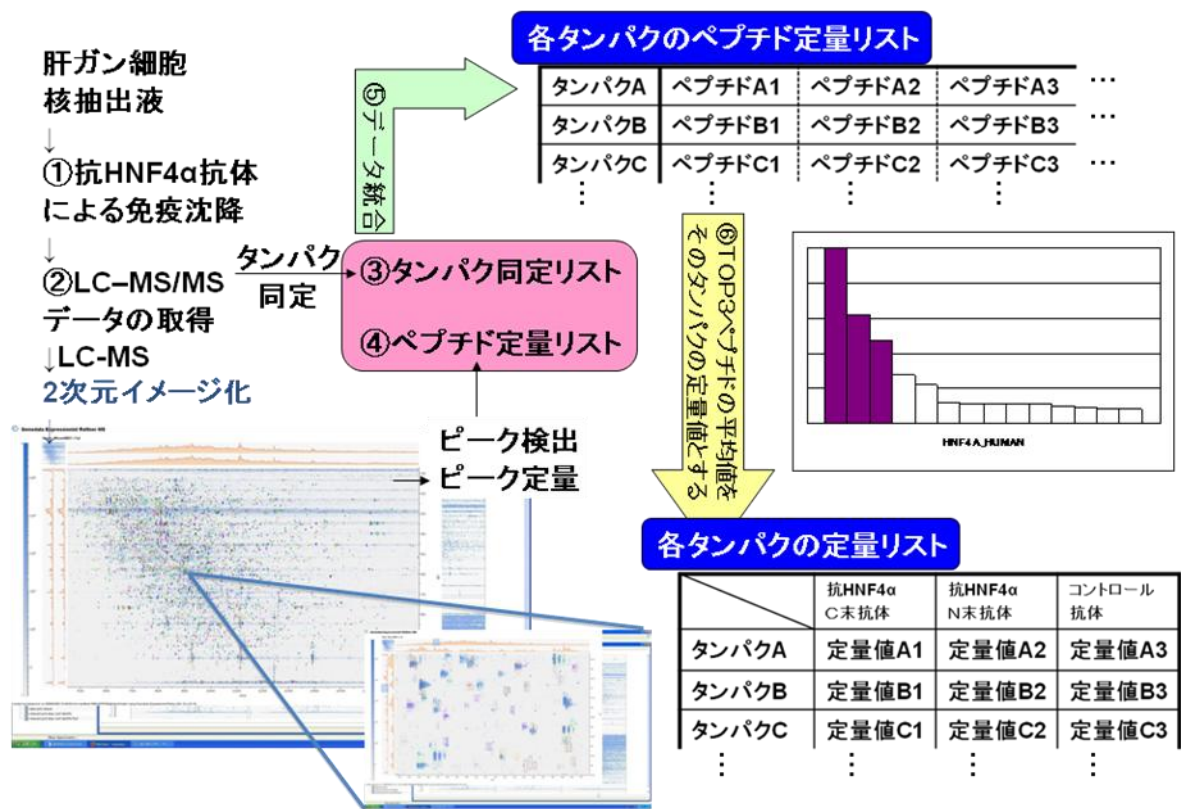 肝ガン細胞
核抽出液
↓
①抗HNF4α抗体
による免疫沈降
↓
②LC–MS/MS
データの取得
↓LC-MS
2次元イメージ化
タンパク
同定
③タンパク同定リスト
④ペプチド定量リスト
ピーク検出
ピーク定量
⑤データ統合
各タンパクのペプチド定量リスト
タンパクA ペプチドA1 ペプチドA2 ペプチドA3 …
タンパクB ペプチドB1 ペプチドB2 ペプチドB3 …
タンパクC ペプチドC1 ペプチドC2 ペプチドC3 …
⑥TOP3ペプチドの平均値を
そのタンパクの定量値とする
HNF4A_HUMAN
各タンパクの定量リスト
抗HNF4α 抗HNF4α コントロール
C末抗体 N末抗体 抗体
タンパクA 定量値A1 定量値A2 定量値A3
タンパクB 定量値B1 定量値B2 定量値B3
タンパクC 定量値C1 定量値C2 定量値C3